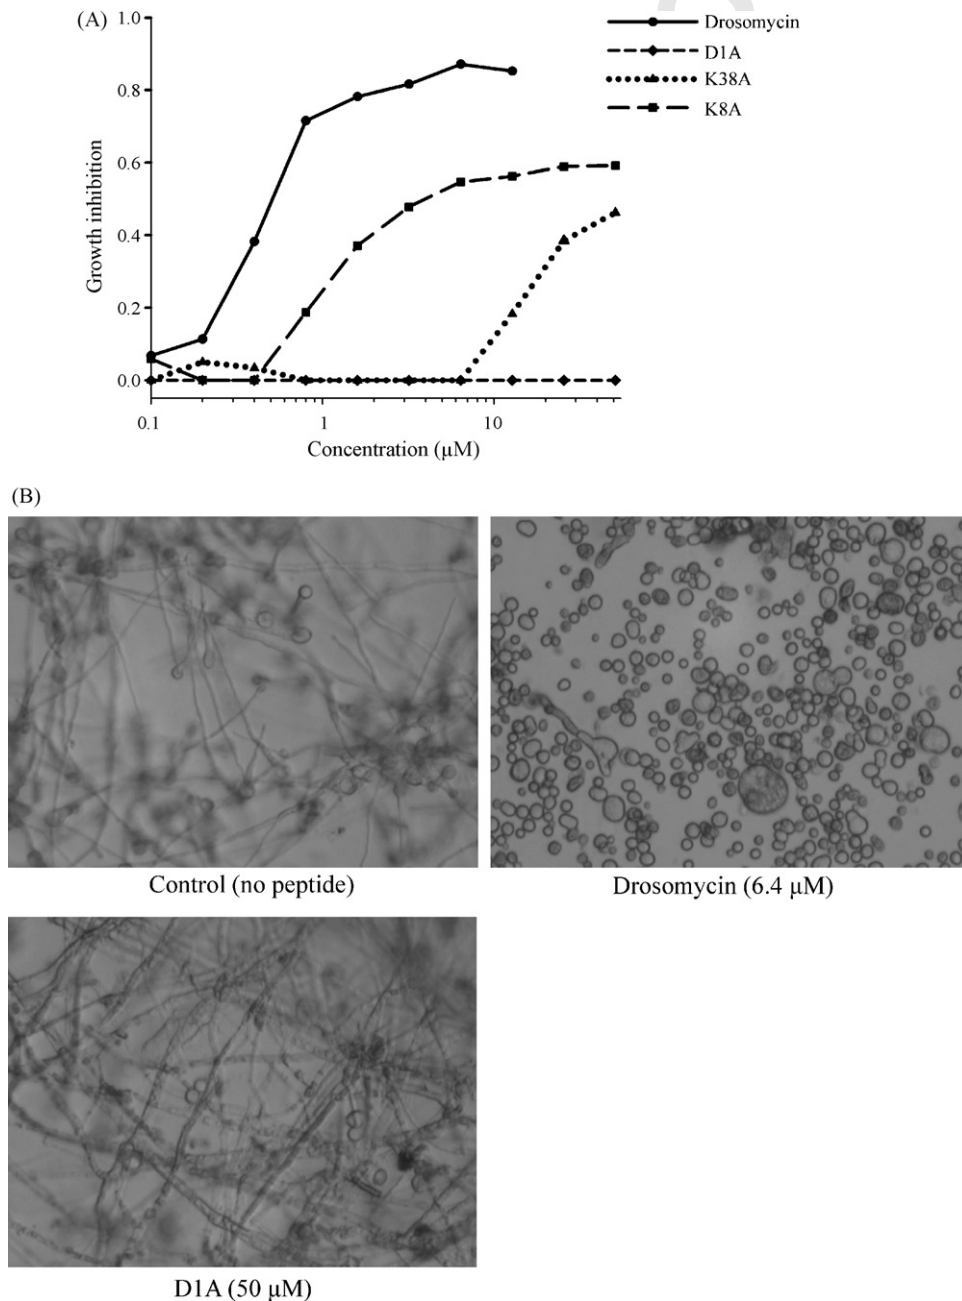 (A)
1.0
0.8
0.6
0.4
0.2
0.0
Growth inhibition
0.1
1
10
Concentration (µM)
Drosomycin
D1A
K38A
K8A
(B)
Control (no peptide)
Drosomycin (6.4 µM)
D1A (50 µM)